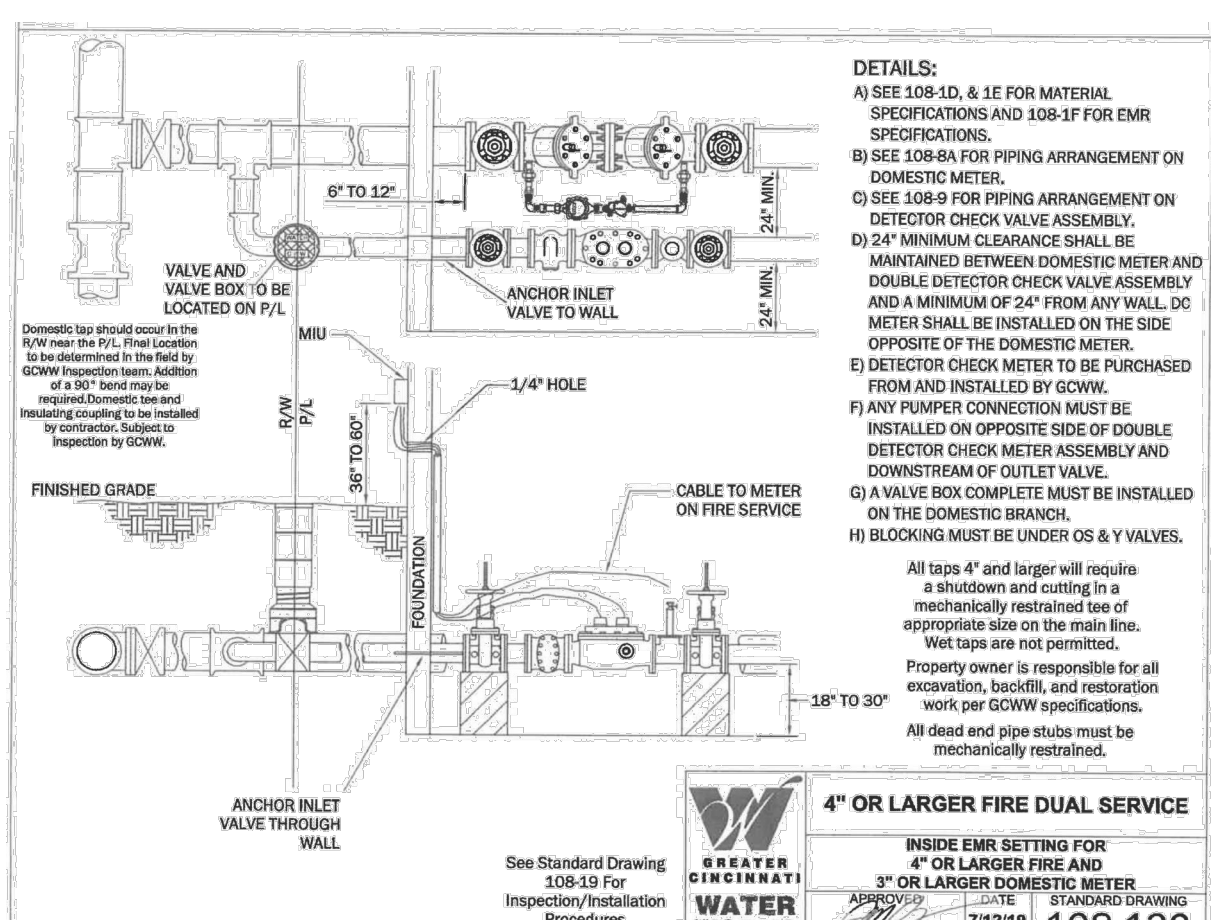 DETAILS:
A) SEE 108-1D, & 1E FOR MATERIAL
SPECIFICATIONS AND 108-1F FOR EMR
SPECIFICATIONS.
B) SEE 108-8A FOR PIPING ARRANGEMENT ON
DOMESTIC METER.
C) SEE 108-9 FOR PIPING ARRANGEMENT ON
DETECTOR CHECK VALVE ASSEMBLY.
D) 24" MINIMUM CLEARANCE SHALL BE
MAINTAINED BETWEEN DOMESTIC METER AND
DOUBLE DETECTOR CHECK VALVE ASSEMBLY
AND A MINIMUM OF 24" FROM ANY WALL. DC
METER SHALL BE INSTALLED ON THE SIDE
OPPOSITE OF THE DOMESTIC METER.
E) DETECTOR CHECK METER TO BE PURCHASED
FROM AND INSTALLED BY GCWW.
F) ANY PUMPER CONNECTION MUST BE
INSTALLED ON OPPOSITE SIDE OF DOUBLE
DETECTOR CHECK METER ASSEMBLY AND
DOWNSTREAM OF OUTLET VALVE.
G) A VALVE BOX COMPLETE MUST BE INSTALLED
ON THE DOMESTIC BRANCH.
H) BLOCKING MUST BE UNDER OS & Y VALVES.
All taps 4" and larger will require
a shutdown and cutting in a
mechanically restrained tee of
appropriate size on the main line.
Wet taps are not permitted.
Property owner is responsible for all
excavation, backfill, and restoration
work per GCWW specifications.
All dead end pipe stubs must be
mechanically restrained.
6" TO 12"
24" MIN.
24" MIN.
WATER
VALVE AND
VALVE BOX TO BE
LOCATED ON P/L
ANCHOR INLET
VALVE TO WALL
Domestic tap should occur in the
R/W near the P/L. Final Location
to be determined in the field by
GCWW inspection team. Addition
of a 90° bend may be
required.Domestic tee and
insulating coupling to be installed
by contractor. Subject to
inspection by GCWW.
MIU
1/4" HOLE
R/W
P/L
36" TO 60"
FINISHED GRADE
CABLE TO METER
ON FIRE SERVICE
FOUNDATION
18" TO 30"
ANCHOR INLET
VALVE THROUGH
WALL
See Standard Drawing
108-19 For
Inspection/Installation
Procedures
GREATER
CINCINNATI
WATER
4" OR LARGER FIRE DUAL SERVICE
INSIDE EMR SETTING FOR
4" OR LARGER FIRE AND
3" OR LARGER DOMESTIC METER
APPROVED
DATE
STANDARD DRAWING